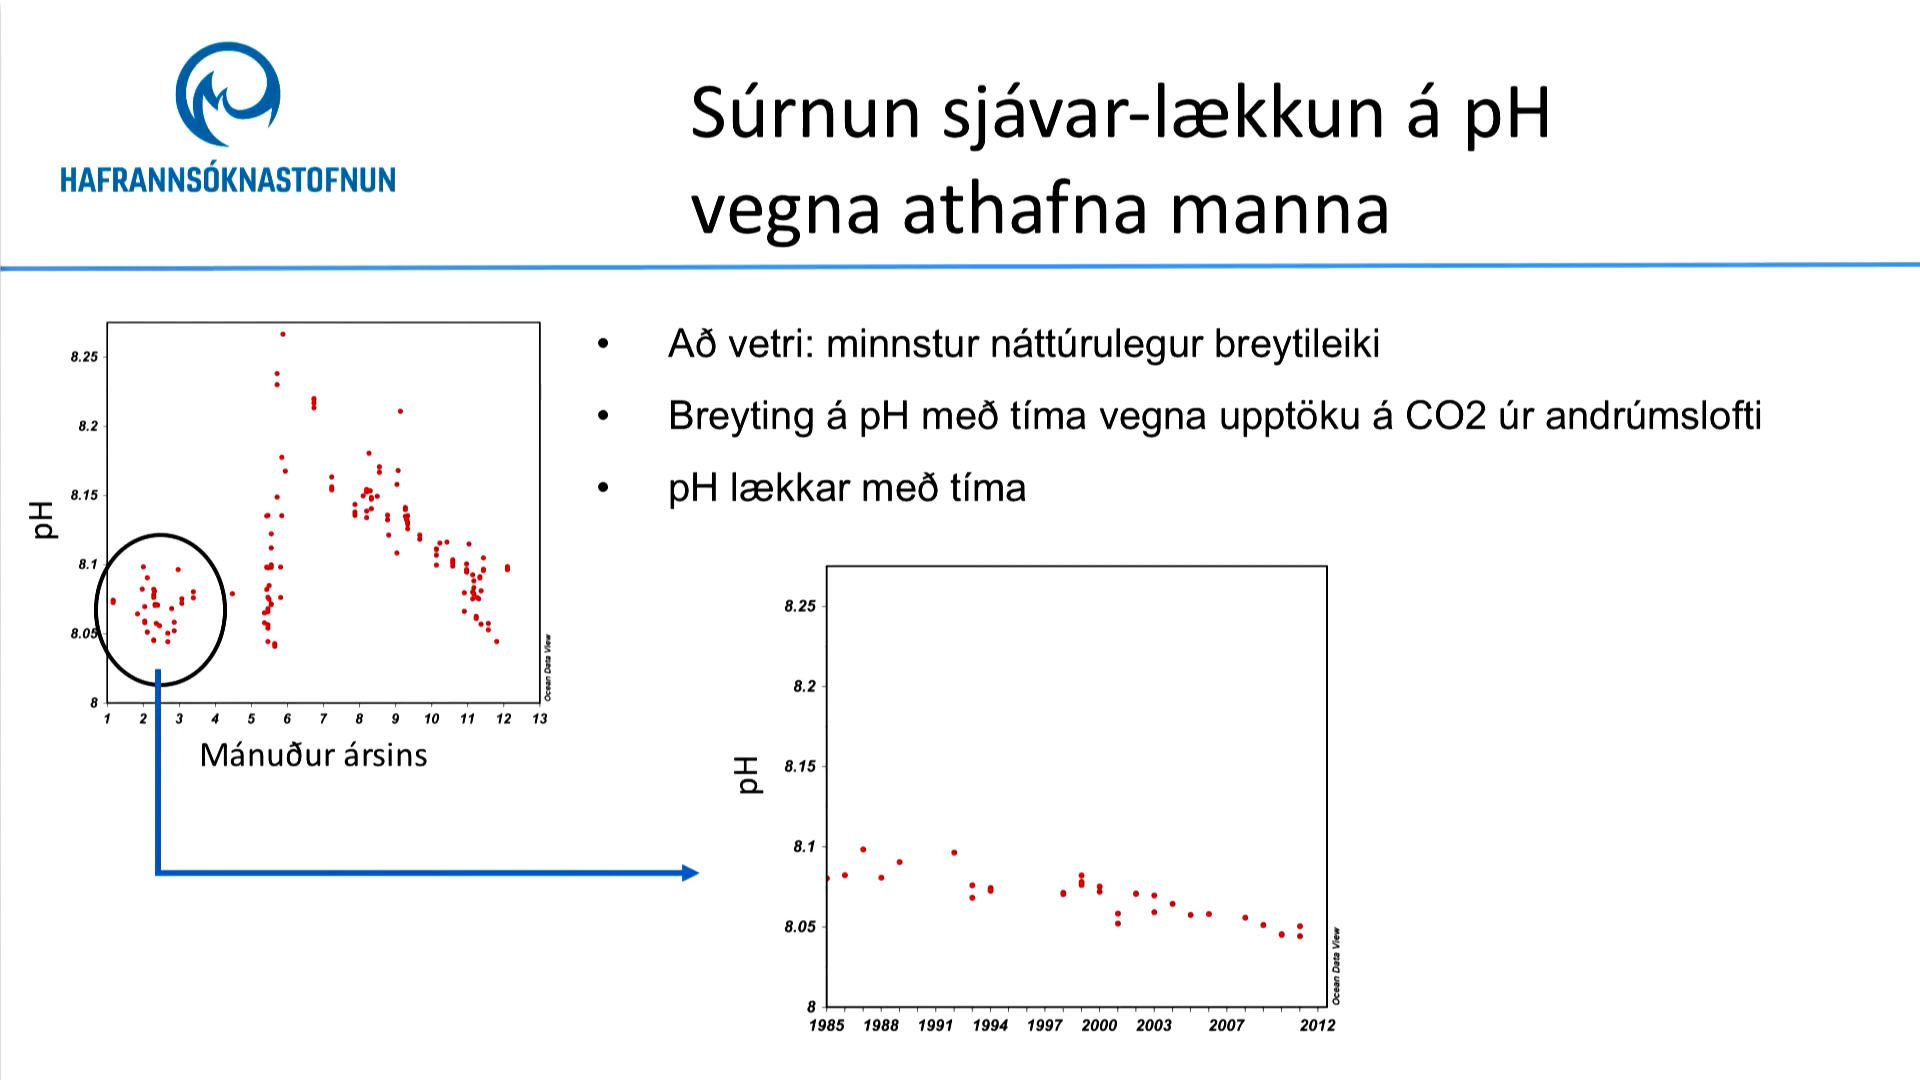 HAFRANNSÓKNASTOFNUN
Súrnun sjávar-lækkun á pH
vegna athafna manna
• Að vetri: minnstur náttúrulegur breytileiki
• Breyting á pH með tíma vegna upptöku á CO2 úr andrúmslofti
• pH lækkar með tíma
pH
8.25
8.2
8.15
8.1
8.05
8
1 2 3 4 5 6 7 8 9 10 11 12 13
Ocean Data View
Mánuður ársins
pH
8.25
8.2
8.15
8.1
8.05
8
1985 1988 1991 1994 1997 2000 2003 2007 2012
Ocean Data View